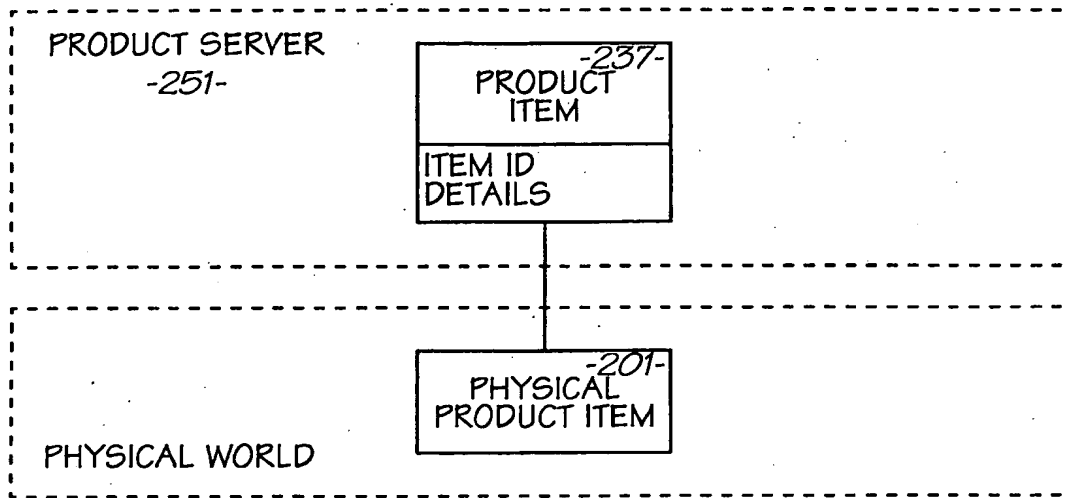 PRODUCT SERVER
-251-
-237-
PRODUCT
ITEM
ITEM ID
DETAILS
-201-
PHYSICAL
PRODUCT ITEM
PHYSICAL WORLD